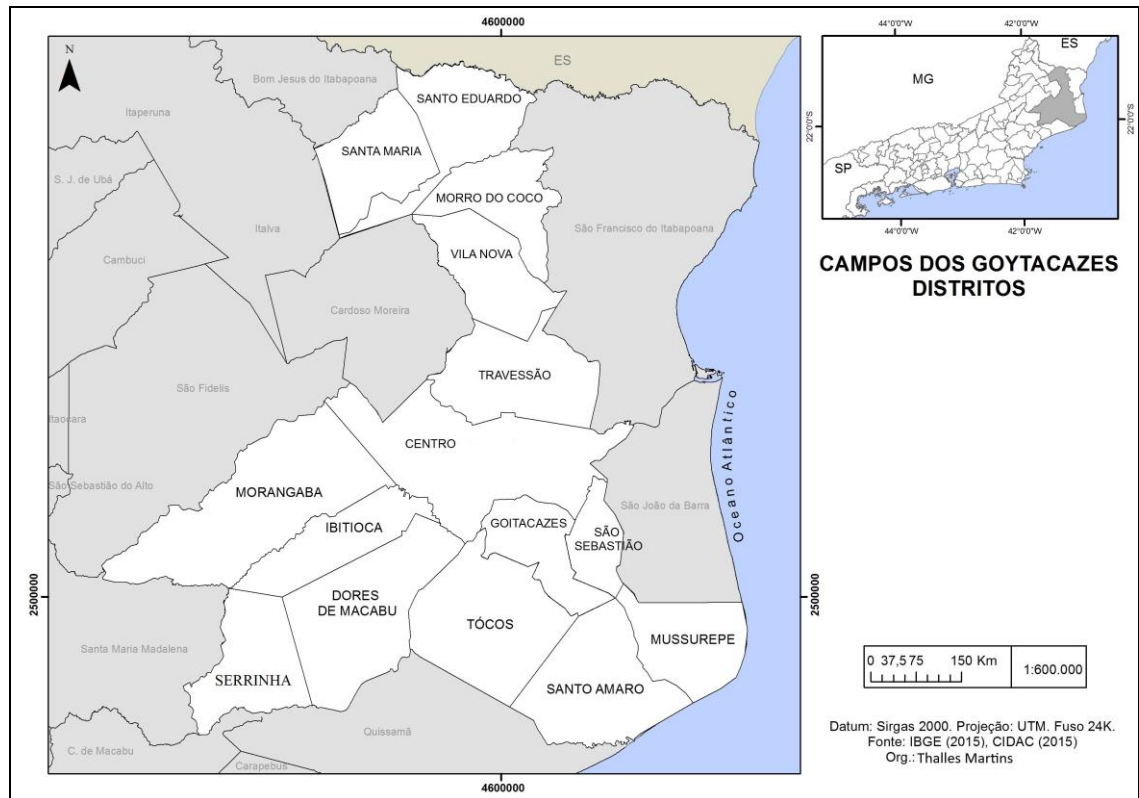 4600000
N
ES
Bom Jesus do Itabapoana
SANTO EDUARDO
Itaperuna
SANTA MARIA
S. J. de Ubá
MORRO DO COCO
Italva
São Francisco do Itabapoana
VILA NOVA
Cambuci
Cardoso Moreira
TRAVESSÃO
São Fidelis
Itaocara
CENTRO
Oceano Atlântico
São Sebastião do Alto
MORANGABA
São João da Barra
IBITIOCA
GOITACAZES
SÃO
SEBASTIÃO
DORES
DE MACABU
2500000
2500000
TÓCOS
MUSSUREPE
Santa Maria Madalena
SERRINHA
SANTO AMARO
Quissamã
C. de Macabu
Carapebus
4600000
44°0'0"W
42°0'0"W
ES
MG
22°0'0"S
22°0'0"S
SP
44°0'0"W
42°0'0"W
CAMPOS DOS GOYTACAZES
DISTRITOS
0 37,575 150 Km
1:600.000
Datum: Sirgas 2000. Projeção: UTM. Fuso 24K.
Fonte: IBGE (2015), CIDAC (2015)
Org.: Thalles Martins